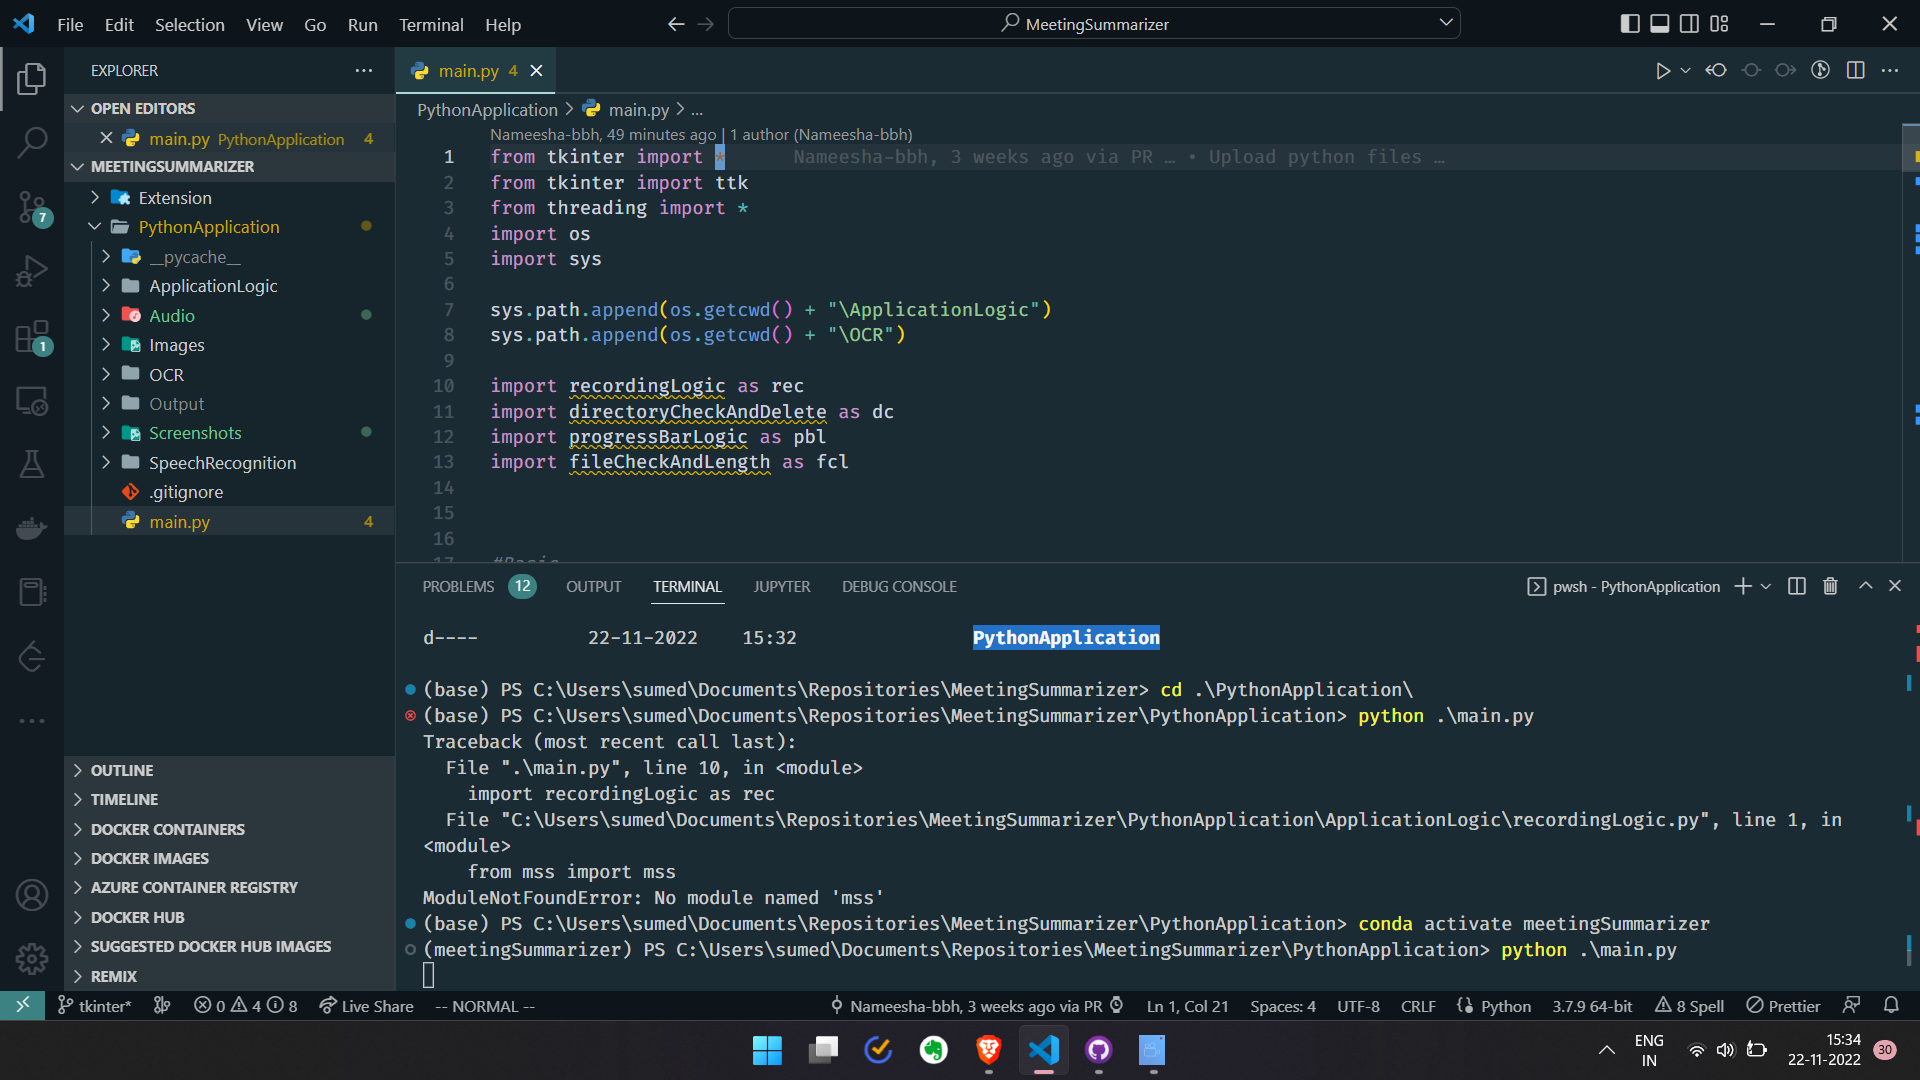 File Edit Selection View Go Run Terminal Help
MeetingSummarizer
EXPLORER
OPEN EDITORS
main.py PythonApplication 4
MEETINGSUMMARIZER
Extension
PythonApplication
__pycache__
ApplicationLogic
Audio
Images
OCR
Output
Screenshots
SpeechRecognition
.gitignore
main.py 4
7
1
OUTLINE
TIMELINE
DOCKER CONTAINERS
DOCKER IMAGES
AZURE CONTAINER REGISTRY
DOCKER HUB
SUGGESTED DOCKER HUB IMAGES
REMIX
main.py 4
PythonApplication > main.py > ...
Nameesha-bbh, 49 minutes ago | 1 author (Nameesha-bbh)
1 from tkinter import * Nameesha-bbh, 3 weeks ago via PR … • Upload python files …
2 from tkinter import ttk
3 from threading import *
4 import os
5 import sys
6
7 sys.path.append(os.getcwd() + "\ApplicationLogic")
8 sys.path.append(os.getcwd() + "\OCR")
9
10 import recordingLogic as rec
11 import directoryCheckAndDelete as dc
12 import progressBarLogic as pbl
13 import fileCheckAndLength as fcl
14
15
16
17 #Basic
PROBLEMS 12 OUTPUT TERMINAL JUPYTER DEBUG CONSOLE
pwsh - PythonApplication
d---- 22-11-2022 15:32 PythonApplication
(base) PS C:\Users\sumed\Documents\Repositories\MeetingSummarizer> cd .\PythonApplication\
(base) PS C:\Users\sumed\Documents\Repositories\MeetingSummarizer\PythonApplication> python .\main.py
Traceback (most recent call last):
File ".\main.py", line 10, in <module>
import recordingLogic as rec
File "C:\Users\sumed\Documents\Repositories\MeetingSummarizer\PythonApplication\ApplicationLogic\recordingLogic.py", line 1, in
<module>
from mss import mss
ModuleNotFoundError: No module named 'mss'
(base) PS C:\Users\sumed\Documents\Repositories\MeetingSummarizer\PythonApplication> conda activate meetingSummarizer
(meetingSummarizer) PS C:\Users\sumed\Documents\Repositories\MeetingSummarizer\PythonApplication> python .\main.py
tkinter* 0 4 8 Live Share -- NORMAL -- Nameesha-bbh, 3 weeks ago via PR Ln 1, Col 21 Spaces: 4 UTF-8 CRLF Python 3.7.9 64-bit 8 Spell Prettier
ENG
IN
15:34
22-11-2022
30